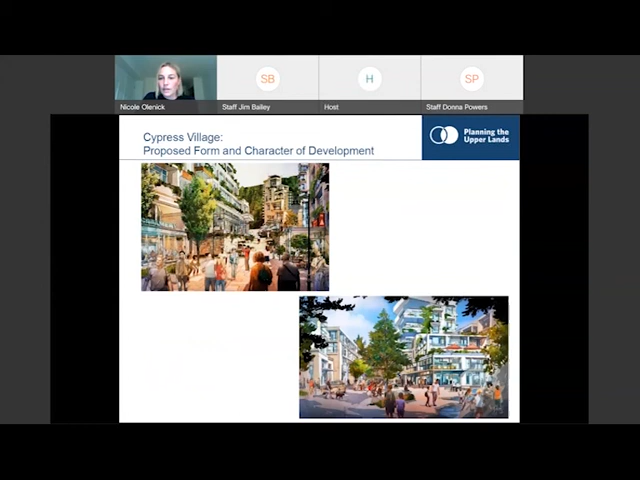 SB
H
SP
Nicole Olenick
Staff Jim Bailey
Host
Staff Donna Powers
Cypress Village:
Proposed Form and Character of Development
Planning the
Upper Lands